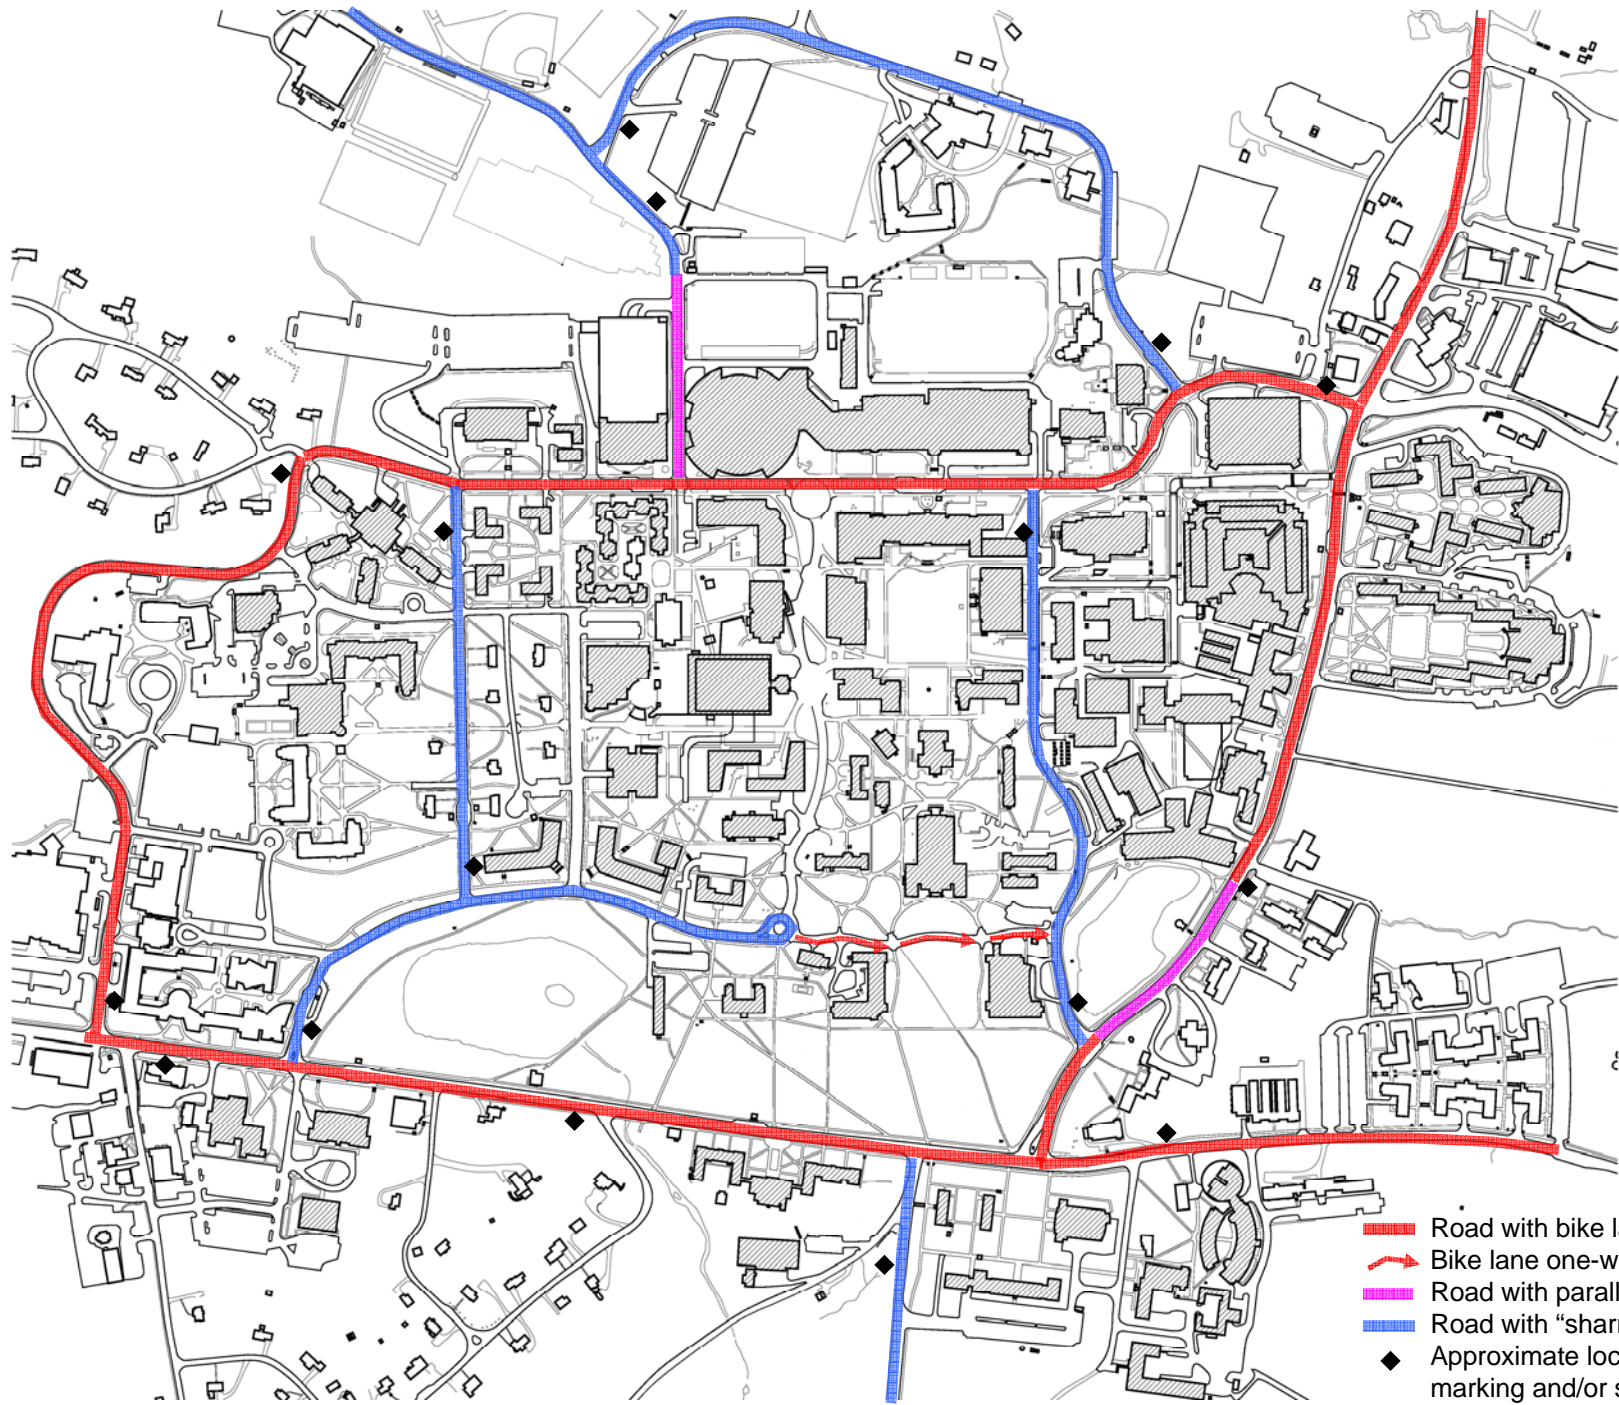 Road with bike
Bike lane one-w
Road with parall
Road with “shar
Approximate loc
marking and/or s